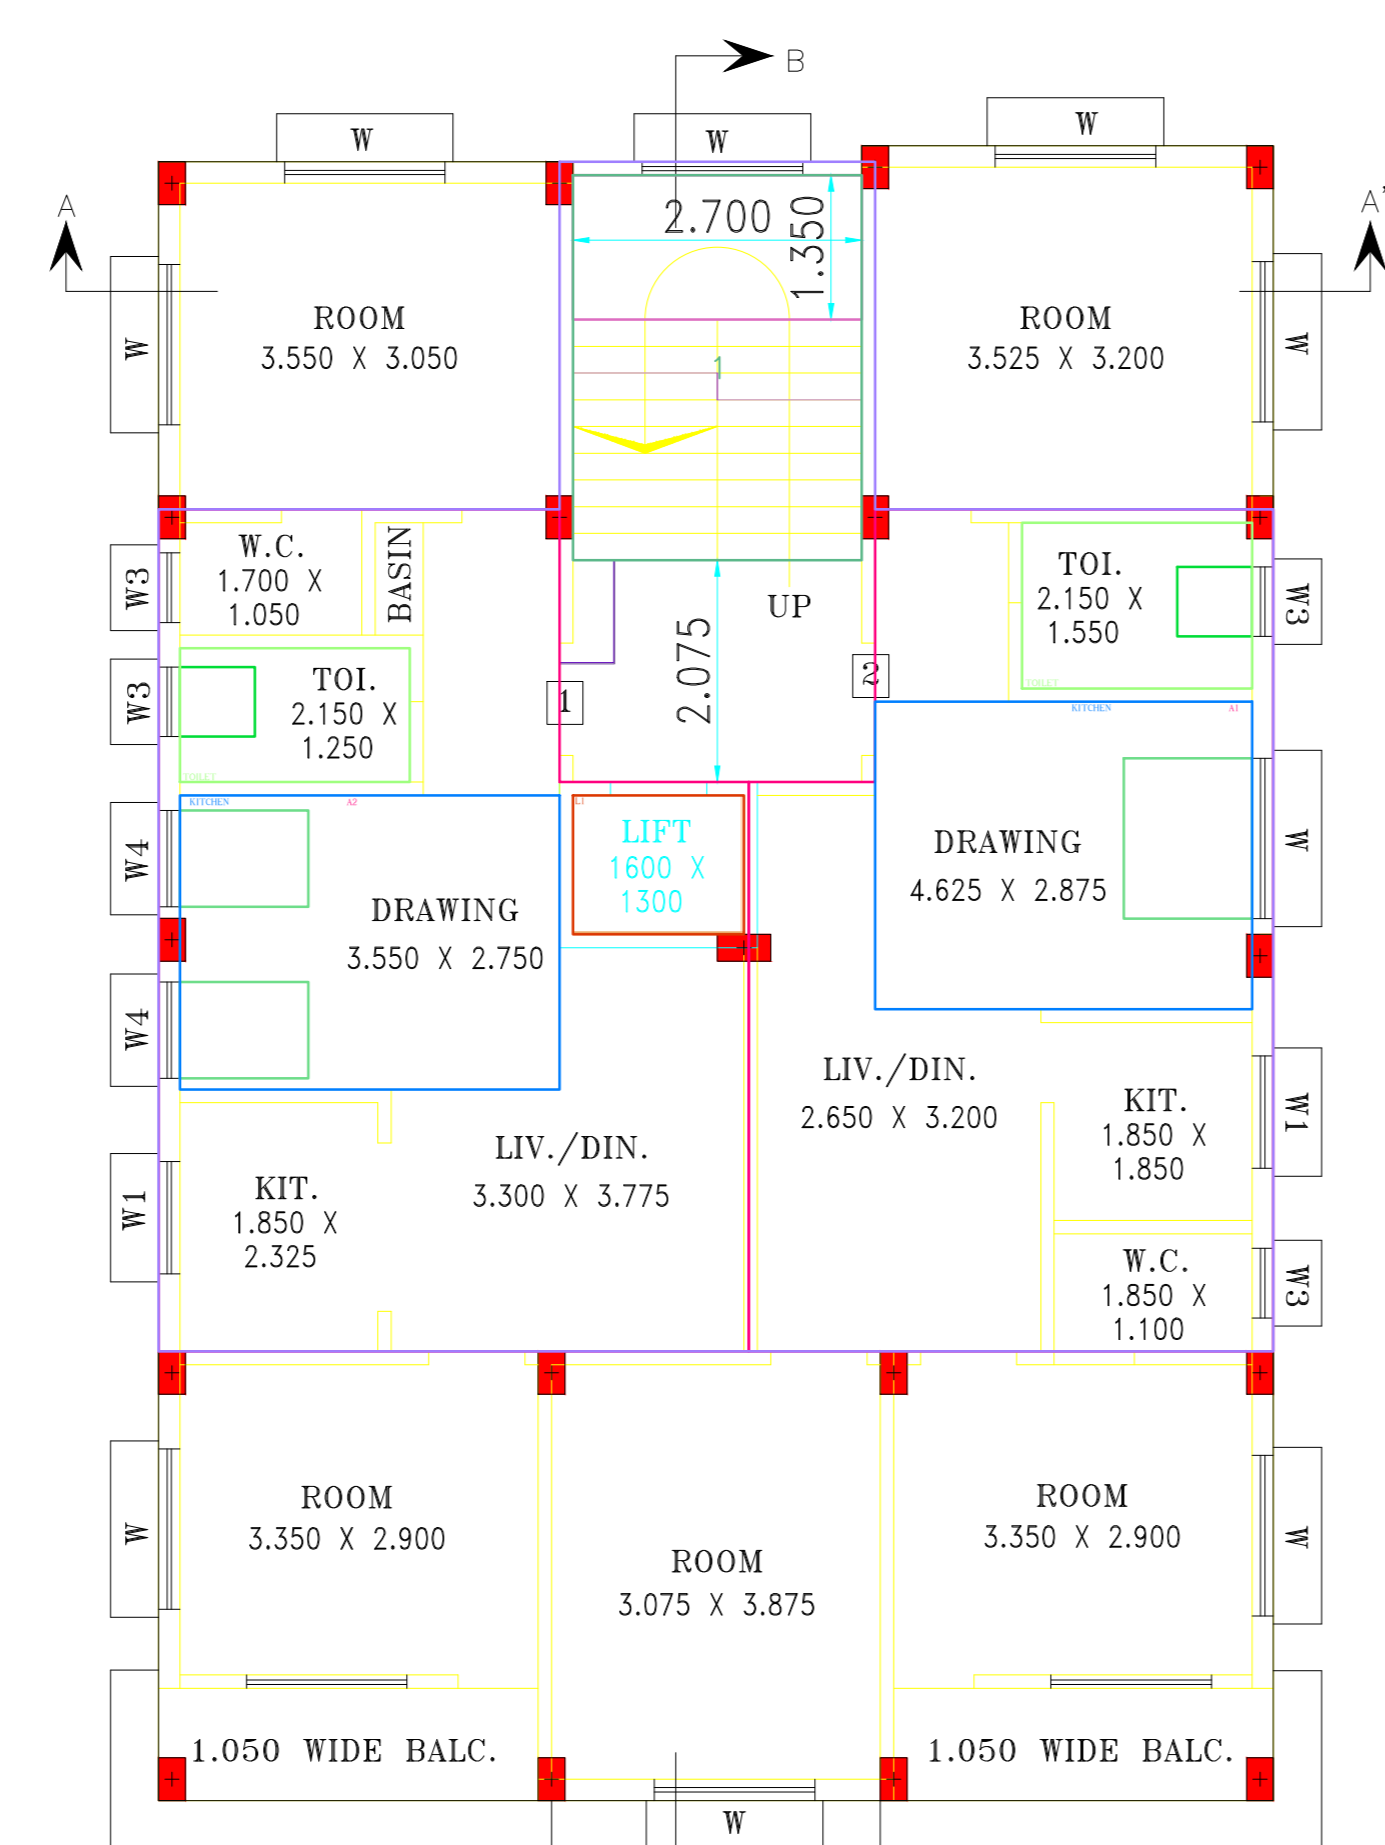 B
W
W
W
A
A'
2.700
1.350
W
ROOM
3.550 X 3.050
ROOM
3.525 X 3.200
W
1
W3
W.C.
1.700 X
1.050
BASIN
UP
TOI.
2.150 X
1.550
TOILET
W3
2.075
W3
TOI.
2.150 X
1.250
TOILET
1
2
KITCHEN
A1
KITCHEN
A2
L1
LIFT
1600 X
1300
W4
DRAWING
3.550 X 2.750
DRAWING
4.625 X 2.875
W
W4
LIV./DIN.
2.650 X 3.200
KIT.
1.850 X
1.850
W1
LIV./DIN.
3.300 X 3.775
W1
KIT.
1.850 X
2.325
W.C.
1.850 X
1.100
W3
W
ROOM
3.350 X 2.900
ROOM
3.075 X 3.875
ROOM
3.350 X 2.900
W
1.050 WIDE BALC.
1.050 WIDE BALC.
W